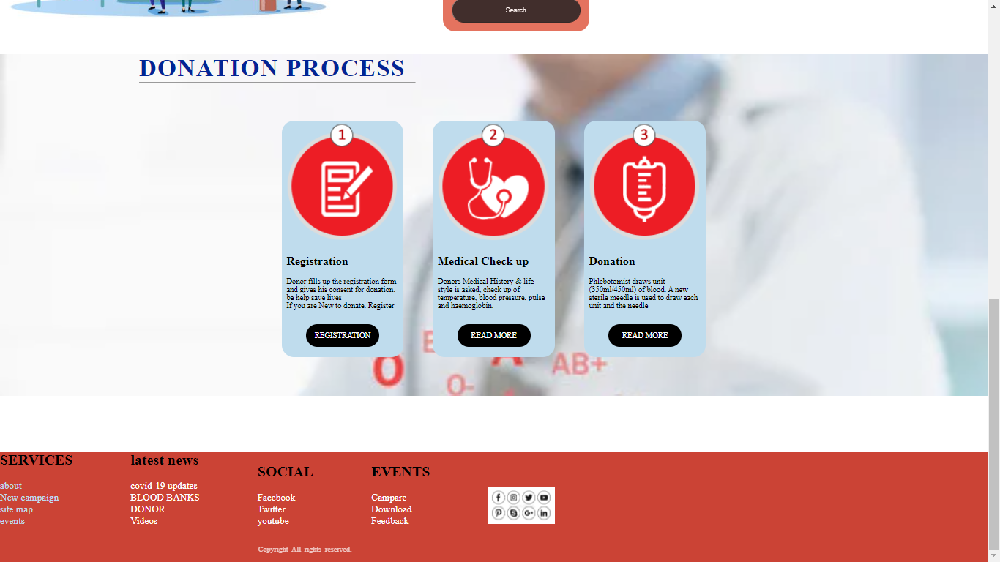 Search
DONATION PROCESS
1
2
3
Registration
Donor fills up the registration form
and gives his consent for donation.
be help save lives
If you are New to donate. Register
REGISTRATION
Medical Check up
Donors Medical History & life
style is asked, check up of
temperature, blood pressure, pulse
and haemoglobin.
READ MORE
Donation
Phlebotomist draws unit
(350ml/450ml) of blood. A new
sterile meedle is used to draw each
unit and the needle
READ MORE
O
O-
A
AB+
SERVICES
about
New campaign
site map
events
latest news
covid-19 updates
BLOOD BANKS
DONOR
Videos
SOCIAL
Facebook
Twitter
youtube
EVENTS
Campare
Download
Feedback
Copyright All rights reserved.